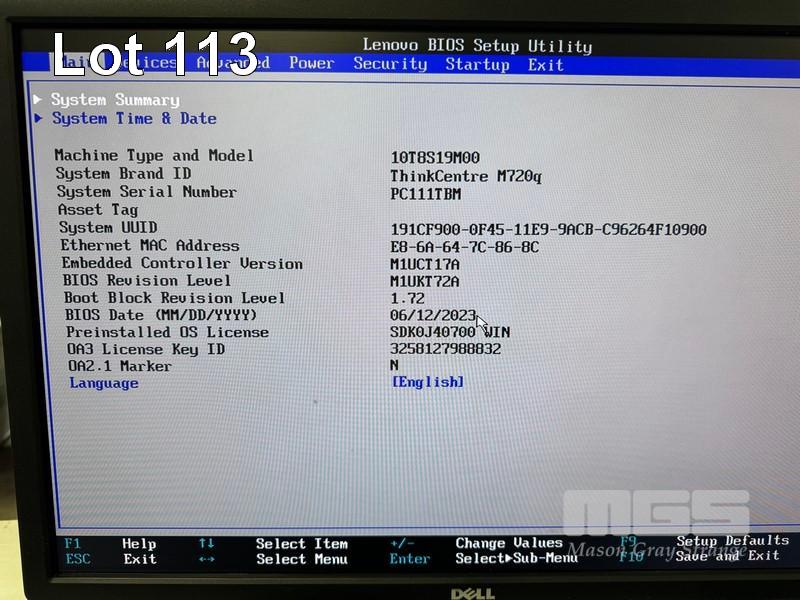 Lot 113
Lenovo BIOS Setup Utility
Main Devices Advanced Power Security Startup Exit
System Summary
System Time & Date
Machine Type and Model 10T8S19M00
System Brand ID ThinkCentre M720q
System Serial Number PC111TBM
Asset Tag
System UUID 191CF900-0F45-11E9-9ACB-C96264F10900
Ethernet MAC Address E8-6A-64-7C-86-8C
Embedded Controller Version M1UCT17A
BIOS Revision Level M1UKT72A
Boot Block Revision Level 1.72
BIOS Date (MM/DD/YYYY) 06/12/2023
Preinstalled OS License SDK0J40700 WIN
OA3 License Key ID 3258127988832
OA2.1 Marker N
Language [English]
MGS
Mason Gray Strange
F1 Help ↑↓ Select Item +/- Change Values F9 Setup Defaults
ESC Exit ←→ Select Menu Enter Select▶Sub-Menu F10 Save and Exit
DELL